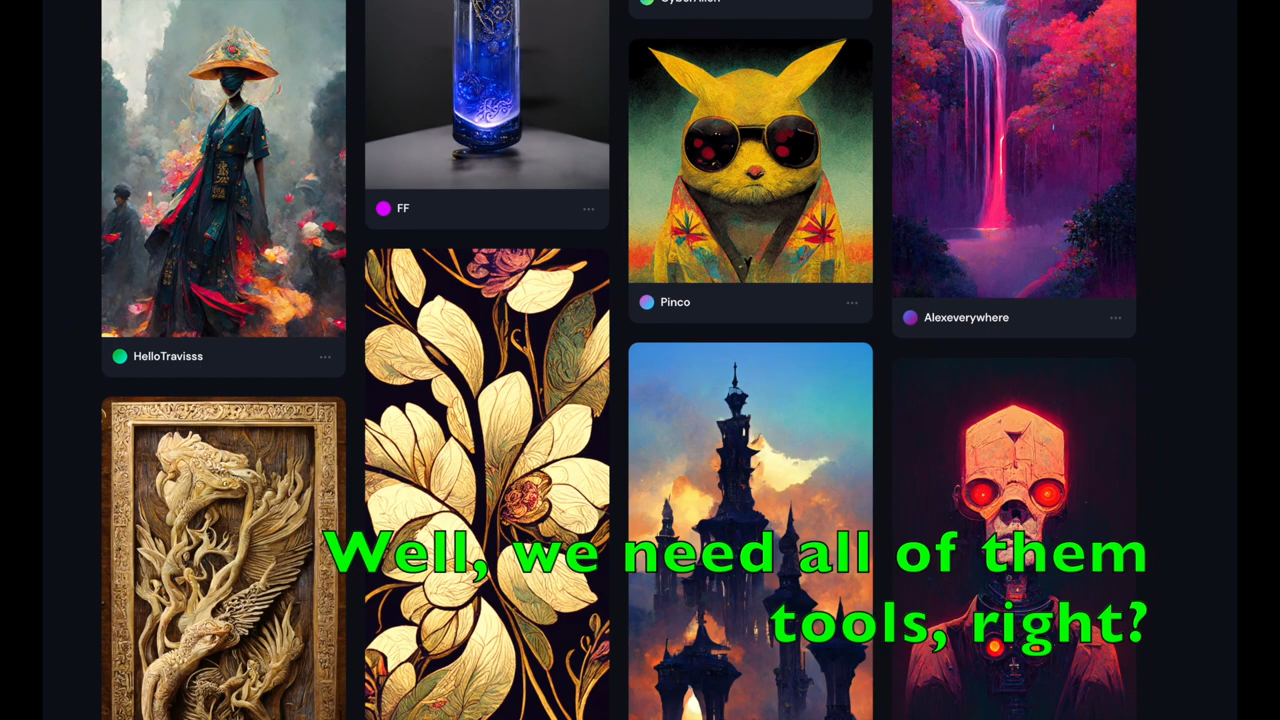 HelloTravisss
FF
Pinco
Alexeverywhere
Well, we need all of them
tools, right?